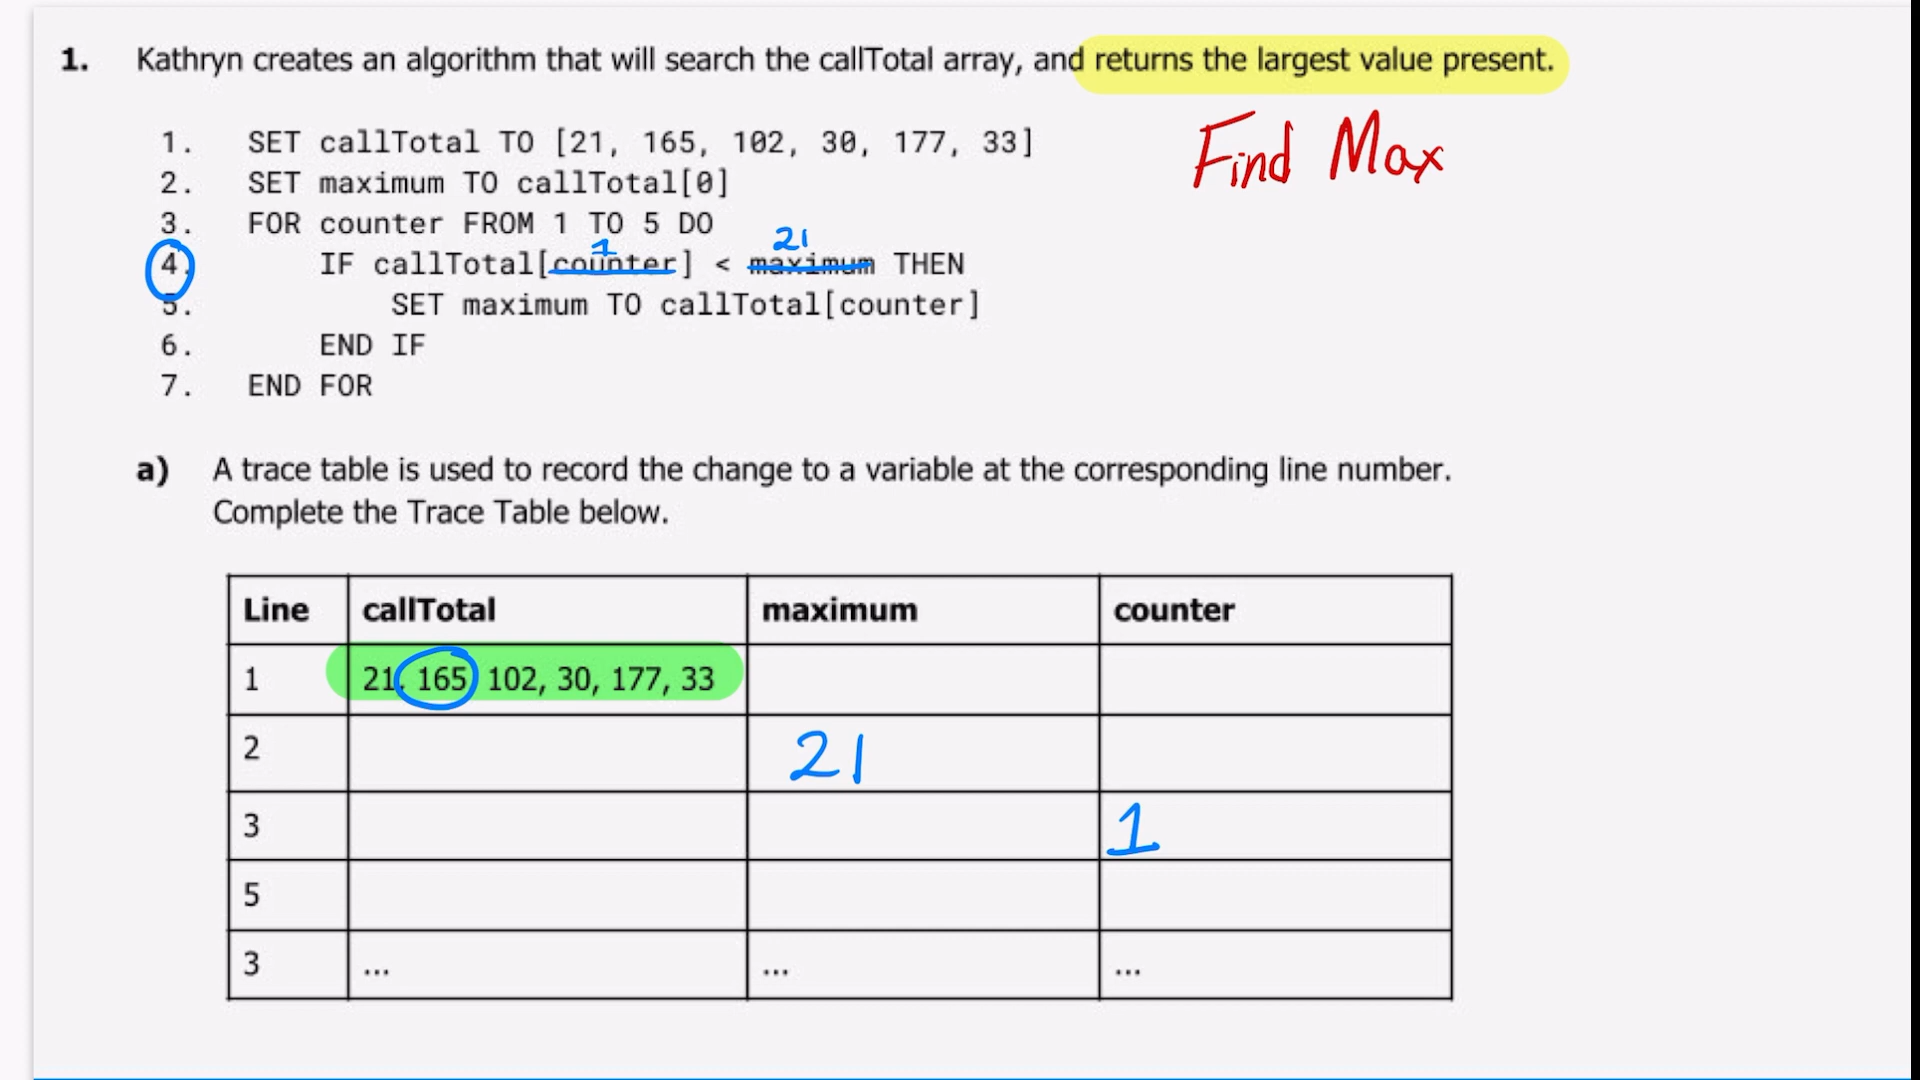 1. Kathryn creates an algorithm that will search the callTotal array, and returns the largest value present.
Find Max
1. SET callTotal TO [21, 165, 102, 30, 177, 33]
2. SET maximum TO callTotal[0]
3. FOR counter FROM 1 TO 5 DO
1 21
4. IF callTotal[counter] < maximum THEN
5. SET maximum TO callTotal[counter]
6. END IF
7. END FOR
a) A trace table is used to record the change to a variable at the corresponding line number.
Complete the Trace Table below.
Line callTotal maximum counter
1 21, 165, 102, 30, 177, 33
2 21
3 1
5
3 ... ... ...